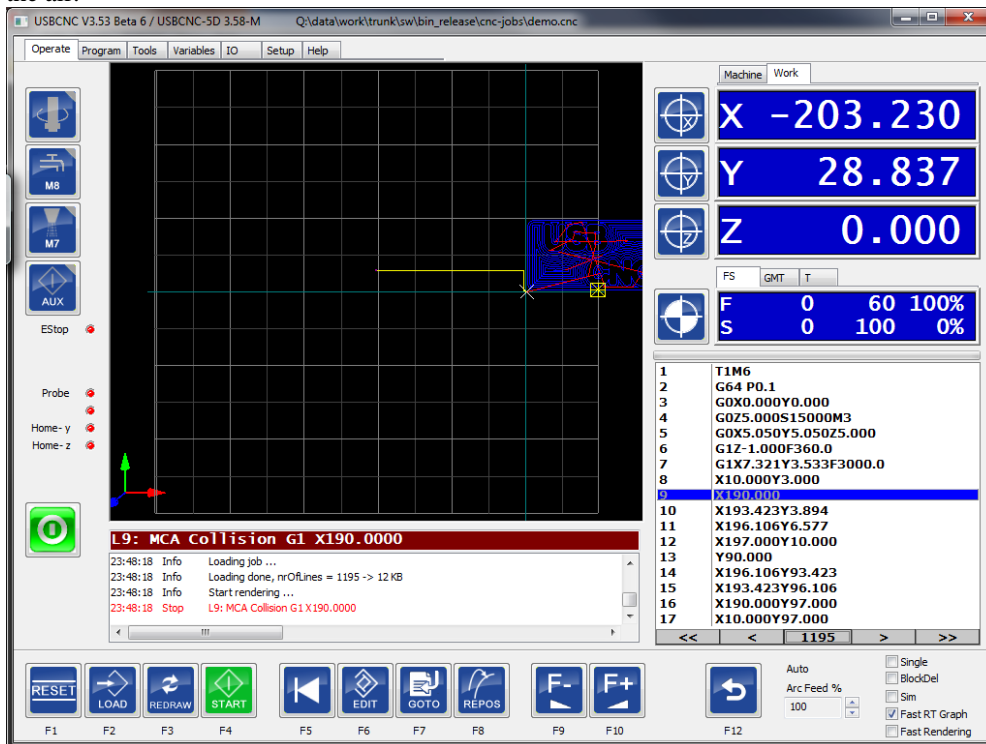 USBCNC V3.53 Beta 6 / USBCNC-5D 3.58-M Q:\data\work\trunk\sw\bin_release\cnc-jobs\demo.cnc
Operate Program Tools Variables IO Setup Help
Machine Work
X -203.230
Y 28.837
Z 0.000
M8
M7
AUX
EStop
Probe
Home- y
Home- z
FS GMT T
F 0 60 100%
S 0 100 0%
1 T1M6
2 G64 P0.1
3 G0X0.000Y0.000
4 G0Z5.000S15000M3
5 G0X5.050Y5.050Z5.000
6 G1Z-1.000F360.0
7 G1X7.321Y3.533F3000.0
8 X10.000Y3.000
9 X190.000
10 X193.423Y3.894
11 X196.106Y6.577
12 X197.000Y10.000
13 Y90.000
14 X196.106Y93.423
15 X193.423Y96.106
16 X190.000Y97.000
17 X10.000Y97.000
<< < 1195 > >>
L9: MCA Collision G1 X190.0000
23:48:18 Info Loading job ...
23:48:18 Info Loading done, nrOfLines = 1195 -> 12 KB
23:48:18 Info Start rendering ...
23:48:18 Stop L9: MCA Collision G1 X190.0000
RESET LOAD REDRAW START EDIT GOTO REPOS F- F+
F1 F2 F3 F4 F5 F6 F7 F8 F9 F10 F12
Auto
Arc Feed %
100
Single
BlockDel
Sim
Fast RT Graph
Fast Rendering